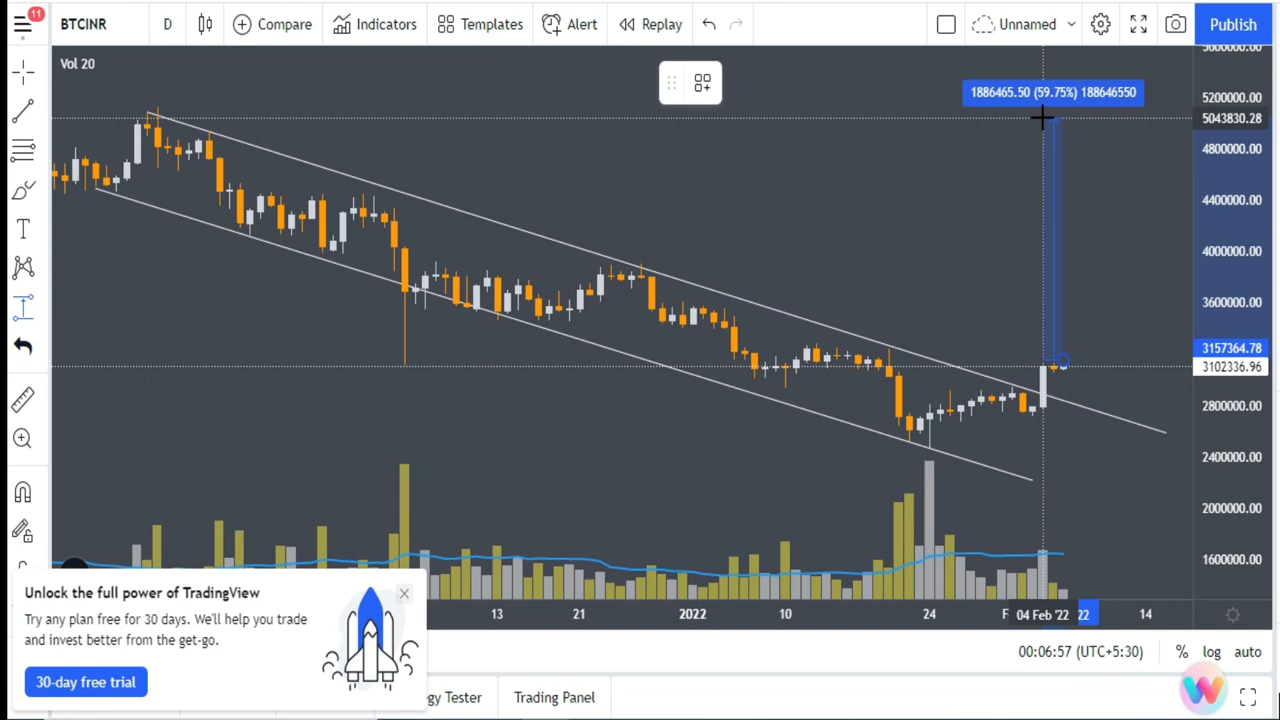 11
BTCINR
D
Compare
Indicators
Templates
Alert
Replay
Unnamed
Publish
Vol 20
1886465.50 (59.75%) 188646550
5600000.00
5200000.00
5043830.28
4800000.00
4400000.00
4000000.00
3600000.00
3157364.78
3102336.96
2800000.00
2400000.00
2000000.00
1600000.00
T
Unlock the full power of TradingView
Try any plan free for 30 days. We'll help you trade
and invest better from the get-go.
30-day free trial
13
21
2022
10
24
F
04 Feb '22
22
14
00:06:57 (UTC+5:30)
%
log
auto
gy Tester
Trading Panel